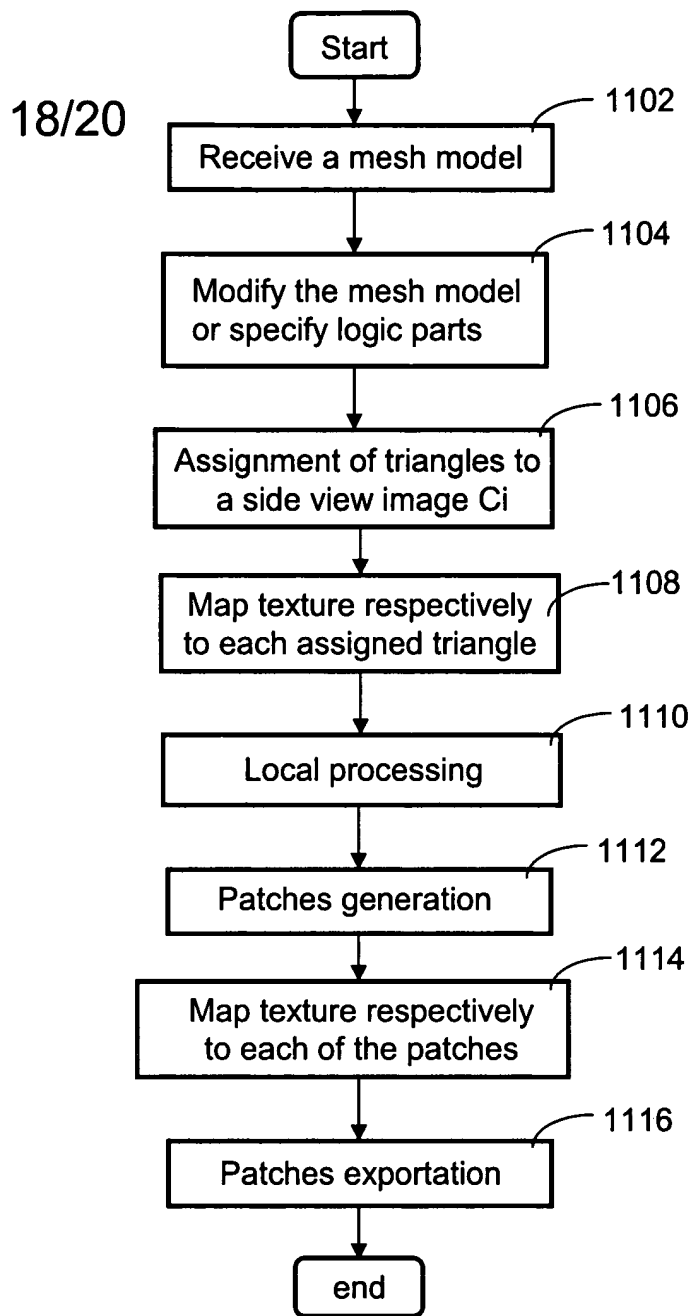 Start
18/20
1102
Receive a mesh model
1104
Modify the mesh model
or specify logic parts
1106
Assignment of triangles to
a side view image Ci
1108
Map texture respectively
to each assigned triangle
1110
Local processing
1112
Patches generation
1114
Map texture respectively
to each of the patches
1116
Patches exportation
end